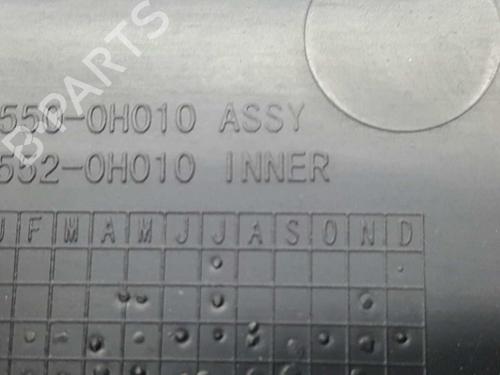 B-PARTS
550-0H010 ASSY
552-0H010 INNER
J F M A M J J A S O N D